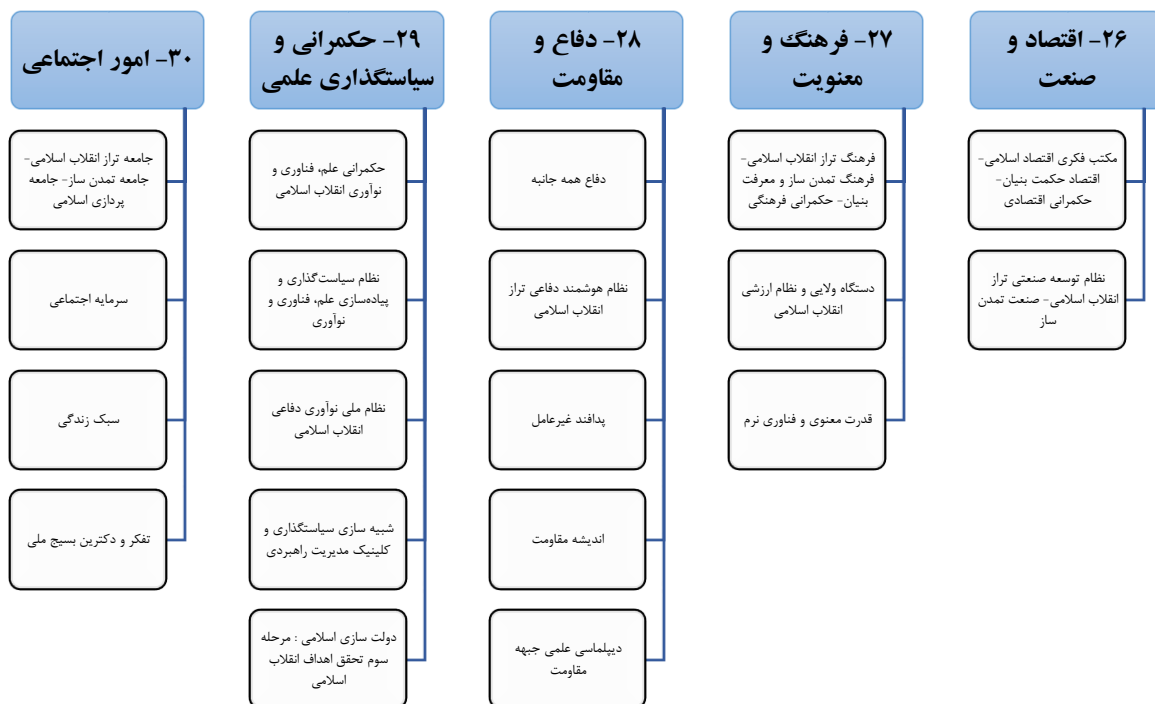 ۲۶- اقتصاد و
صنعت
مکتب فکری اقتصاد اسلامی-
اقتصاد حکمت بنیان-
حکمرانی اقتصادی
نظام توسعه صنعتی تراز
انقلاب اسلامی- صنعت تمدن
ساز
۲۷- فرهنگ و
معنویت
فرهنگ تراز انقلاب اسلامی-
فرهنگ تمدن ساز و معرفت
بنیان- حکمرانی فرهنگی
دستگاه ولایی و نظام ارزشی
انقلاب اسلامی
قدرت معنوی و فناوری نرم
۲۸- دفاع و
مقاومت
دفاع همه جانبه
نظام هوشمند دفاعی تراز
انقلاب اسلامی
پدافند غیرعامل
اندیشه مقاومت
دیپلماسی علمی جبهه
مقاومت
۲۹- حکمرانی و
سیاستگذاری علمی
حکمرانی علم، فناوری و
نوآوری انقلاب اسلامی
نظام سیاست‌گذاری و
پیاده‌سازی علم، فناوری و
نوآوری
نظام ملی نوآوری دفاعی
انقلاب اسلامی
شبیه سازی سیاستگذاری و
کلینیک مدیریت راهبردی
دولت سازی اسلامی : مرحله
سوم تحقق اهداف انقلاب
اسلامی
۳۰- امور اجتماعی
جامعه تراز انقلاب اسلامی-
جامعه تمدن ساز- جامعه
پردازی اسلامی
سرمایه اجتماعی
سبک زندگی
تفکر و دکترین بسیج ملی